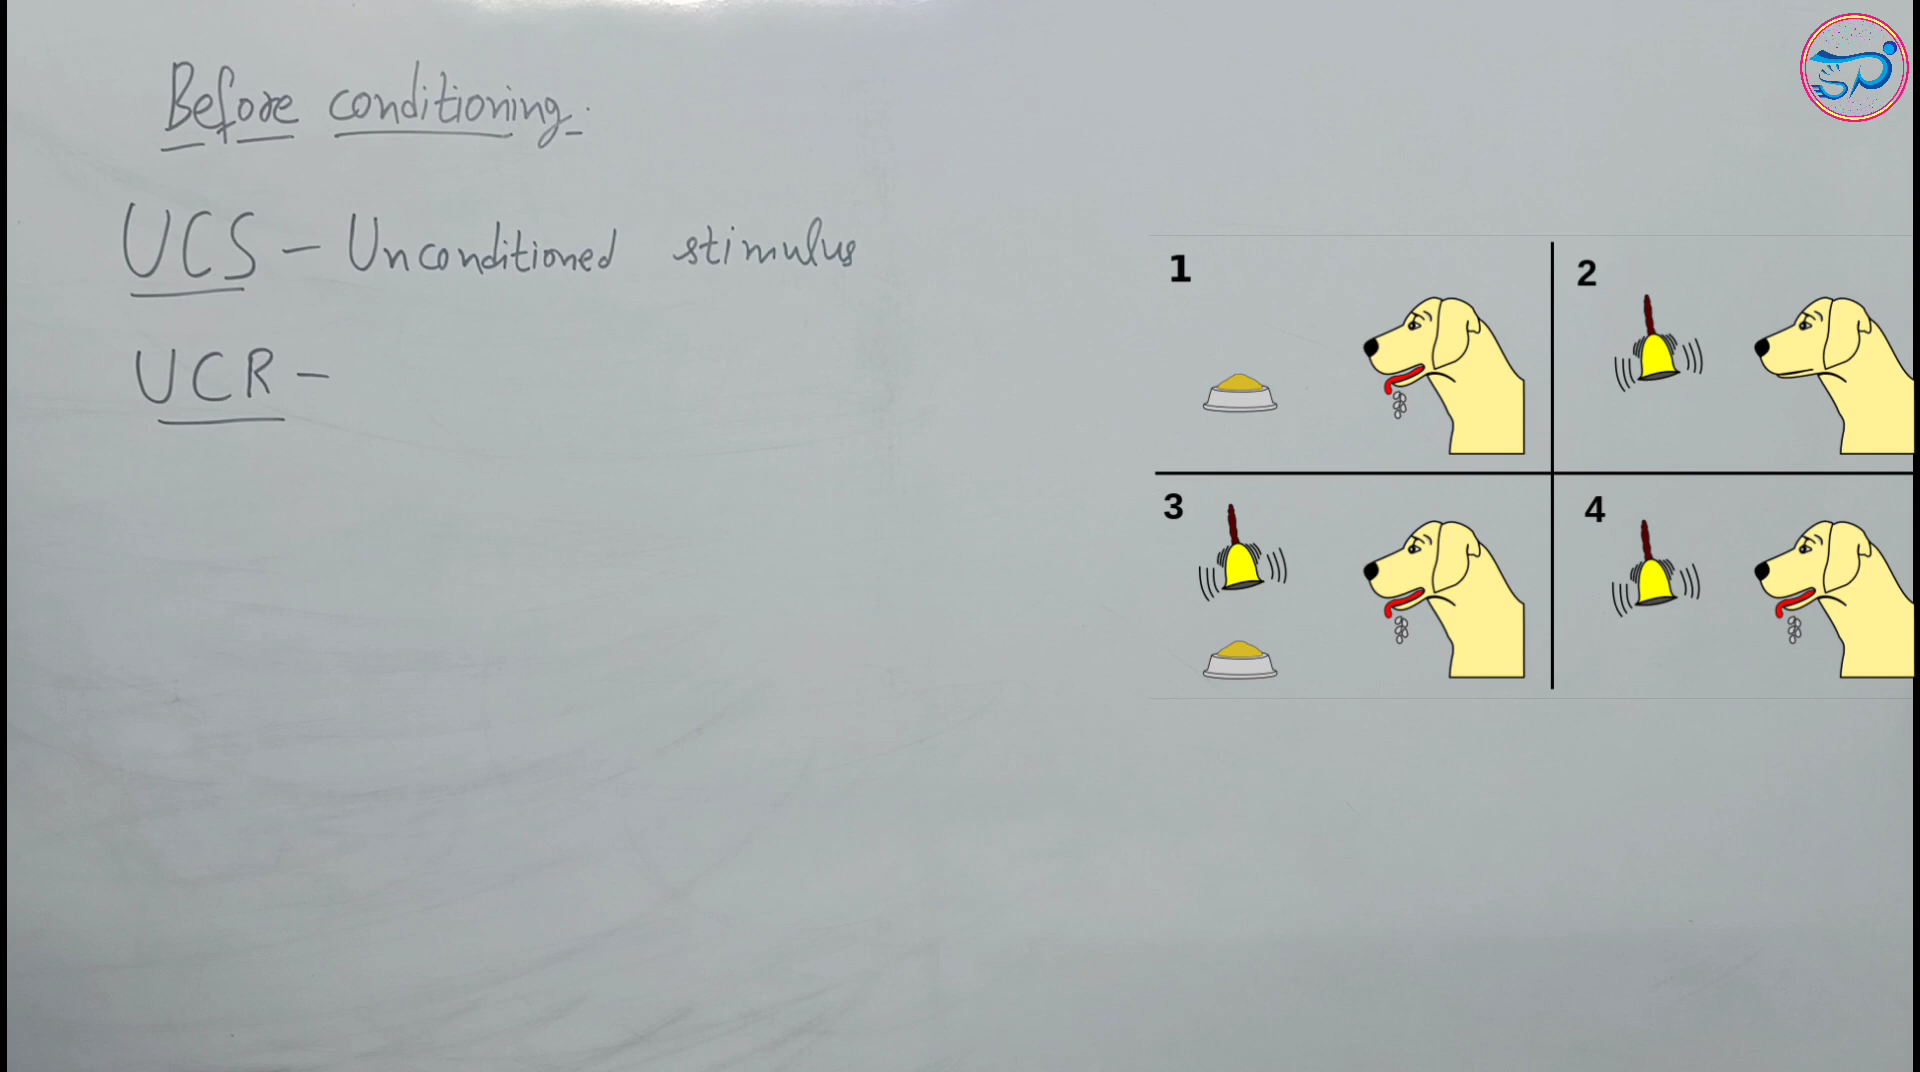 Before conditioning:
UCS - Unconditioned stimulus
UCR -
1
2
3
4